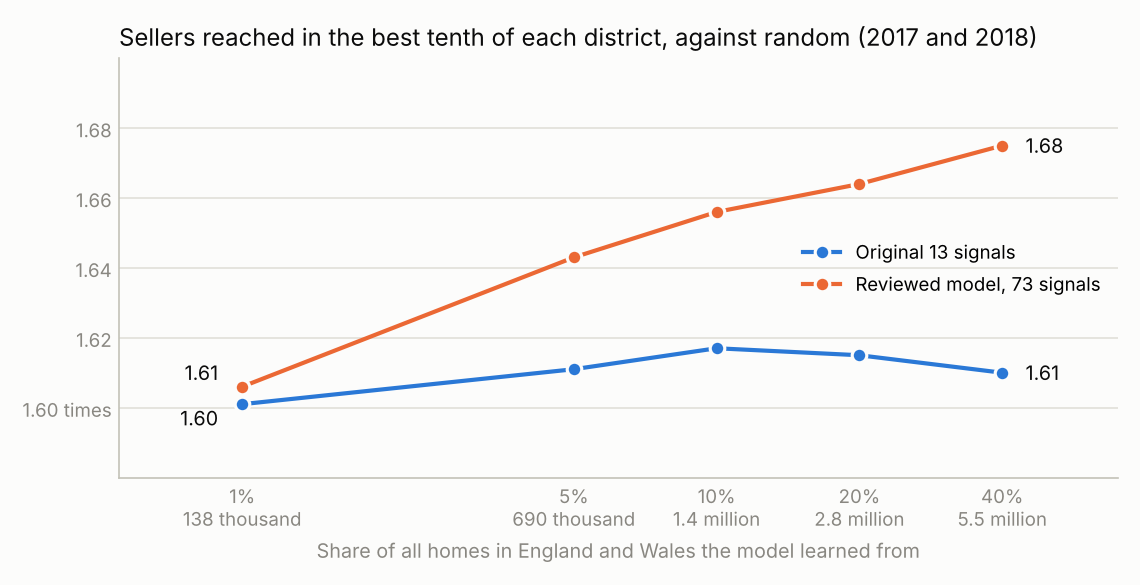 Sellers reached in the best tenth of each district, against random (2017 and 2018)
1.68
1.68
1.66
1.64
Original 13 signals
Reviewed model, 73 signals
1.62
1.61
1.61
1.60 times
1.60
1% 5% 10% 20% 40%
138 thousand 690 thousand 1.4 million 2.8 million 5.5 million
Share of all homes in England and Wales the model learned from